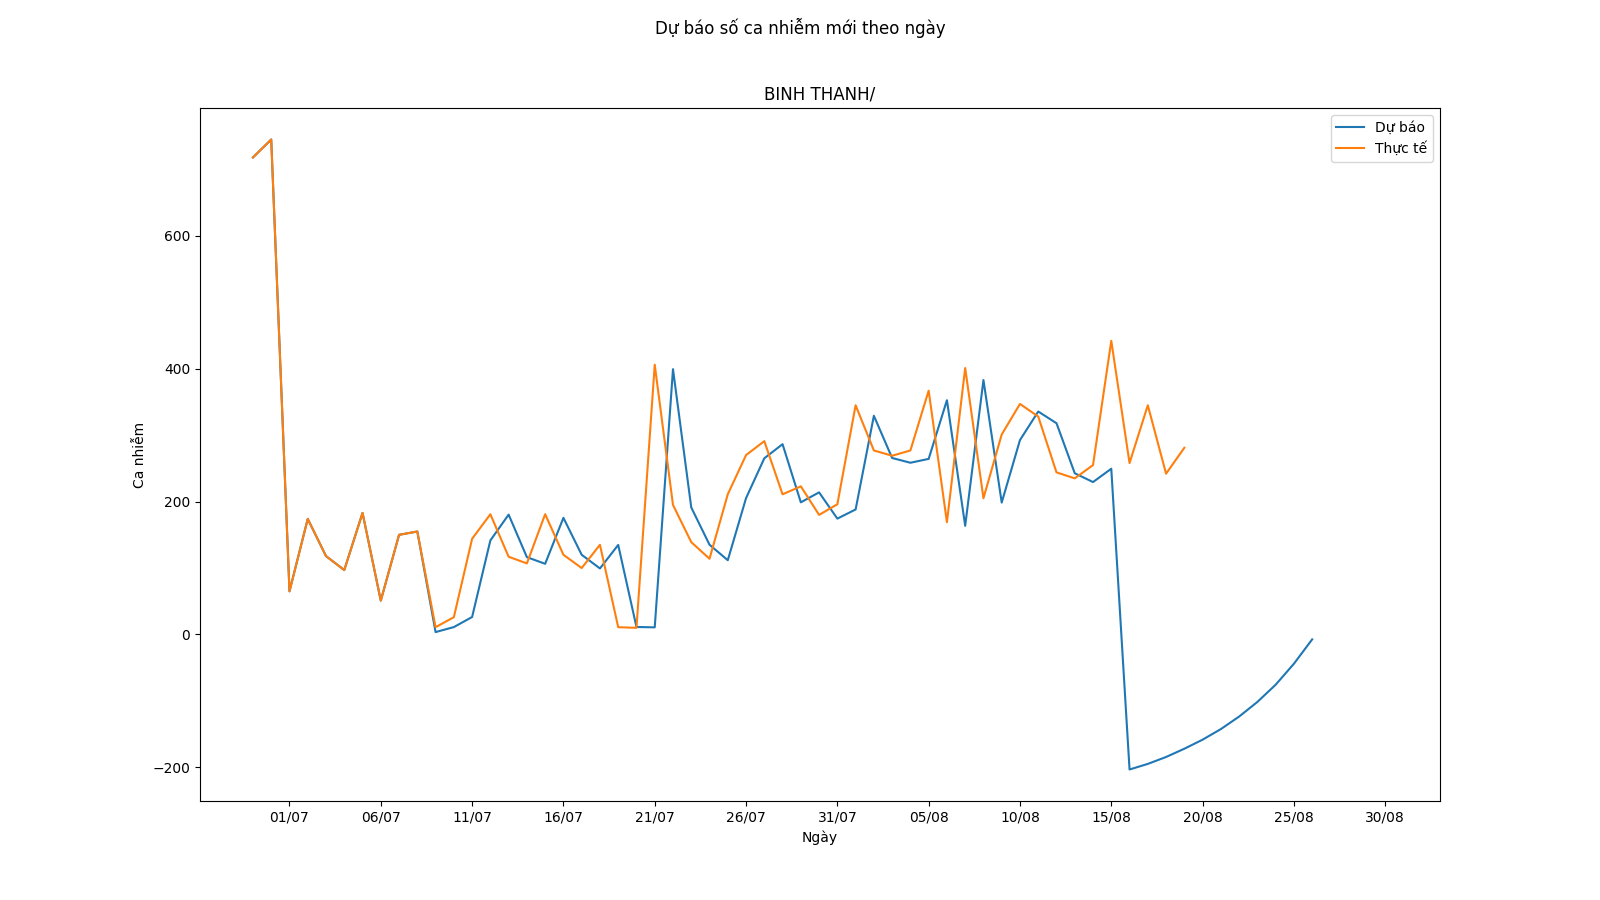 Dự báo số ca nhiễm mới theo ngày
BINH THANH/
Dự báo
Thực tế
600
400
200
0
−200
Ca nhiễm
01/07 06/07 11/07 16/07 21/07 26/07 31/07 05/08 10/08 15/08 20/08 25/08 30/08
Ngày